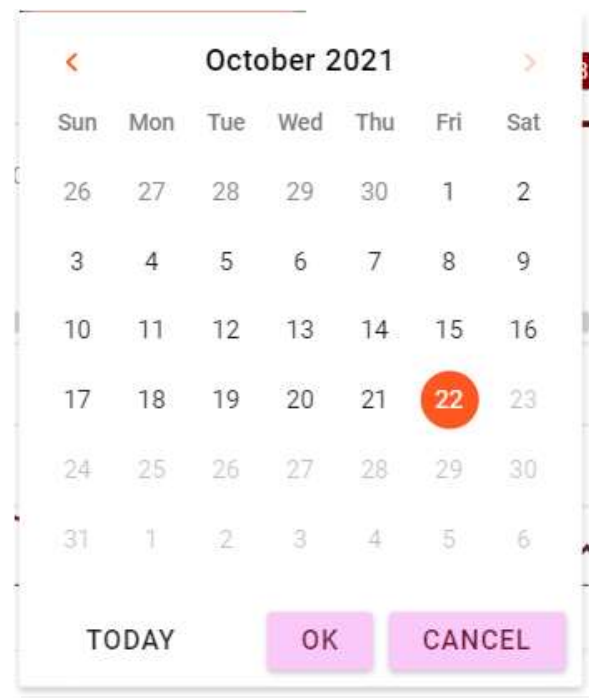 October 2021
Sun Mon Tue Wed Thu Fri Sat
26 27 28 29 30 1 2
3 4 5 6 7 8 9
10 11 12 13 14 15 16
17 18 19 20 21 22 23
24 25 26 27 28 29 30
31 1 2 3 4 5 6
TODAY OK CANCEL